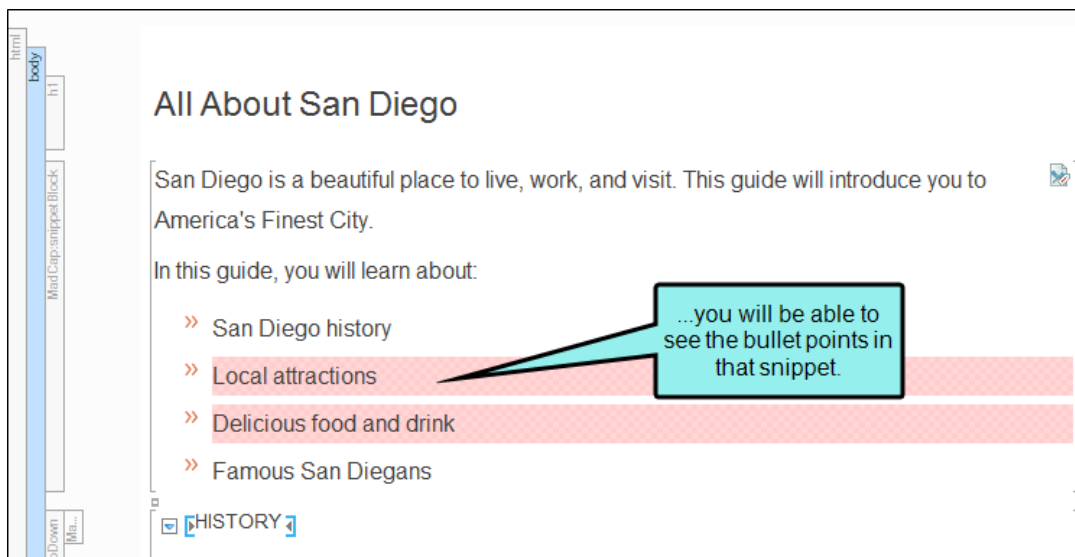 html
body
h1
All About San Diego
MadCap:snippetBlock
San Diego is a beautiful place to live, work, and visit. This guide will introduce you to
America's Finest City.
In this guide, you will learn about:
...you will be able to
see the bullet points in
that snippet.
» San Diego history
» Local attractions
» Delicious food and drink
» Famous San Diegans
Ma...
HISTORY